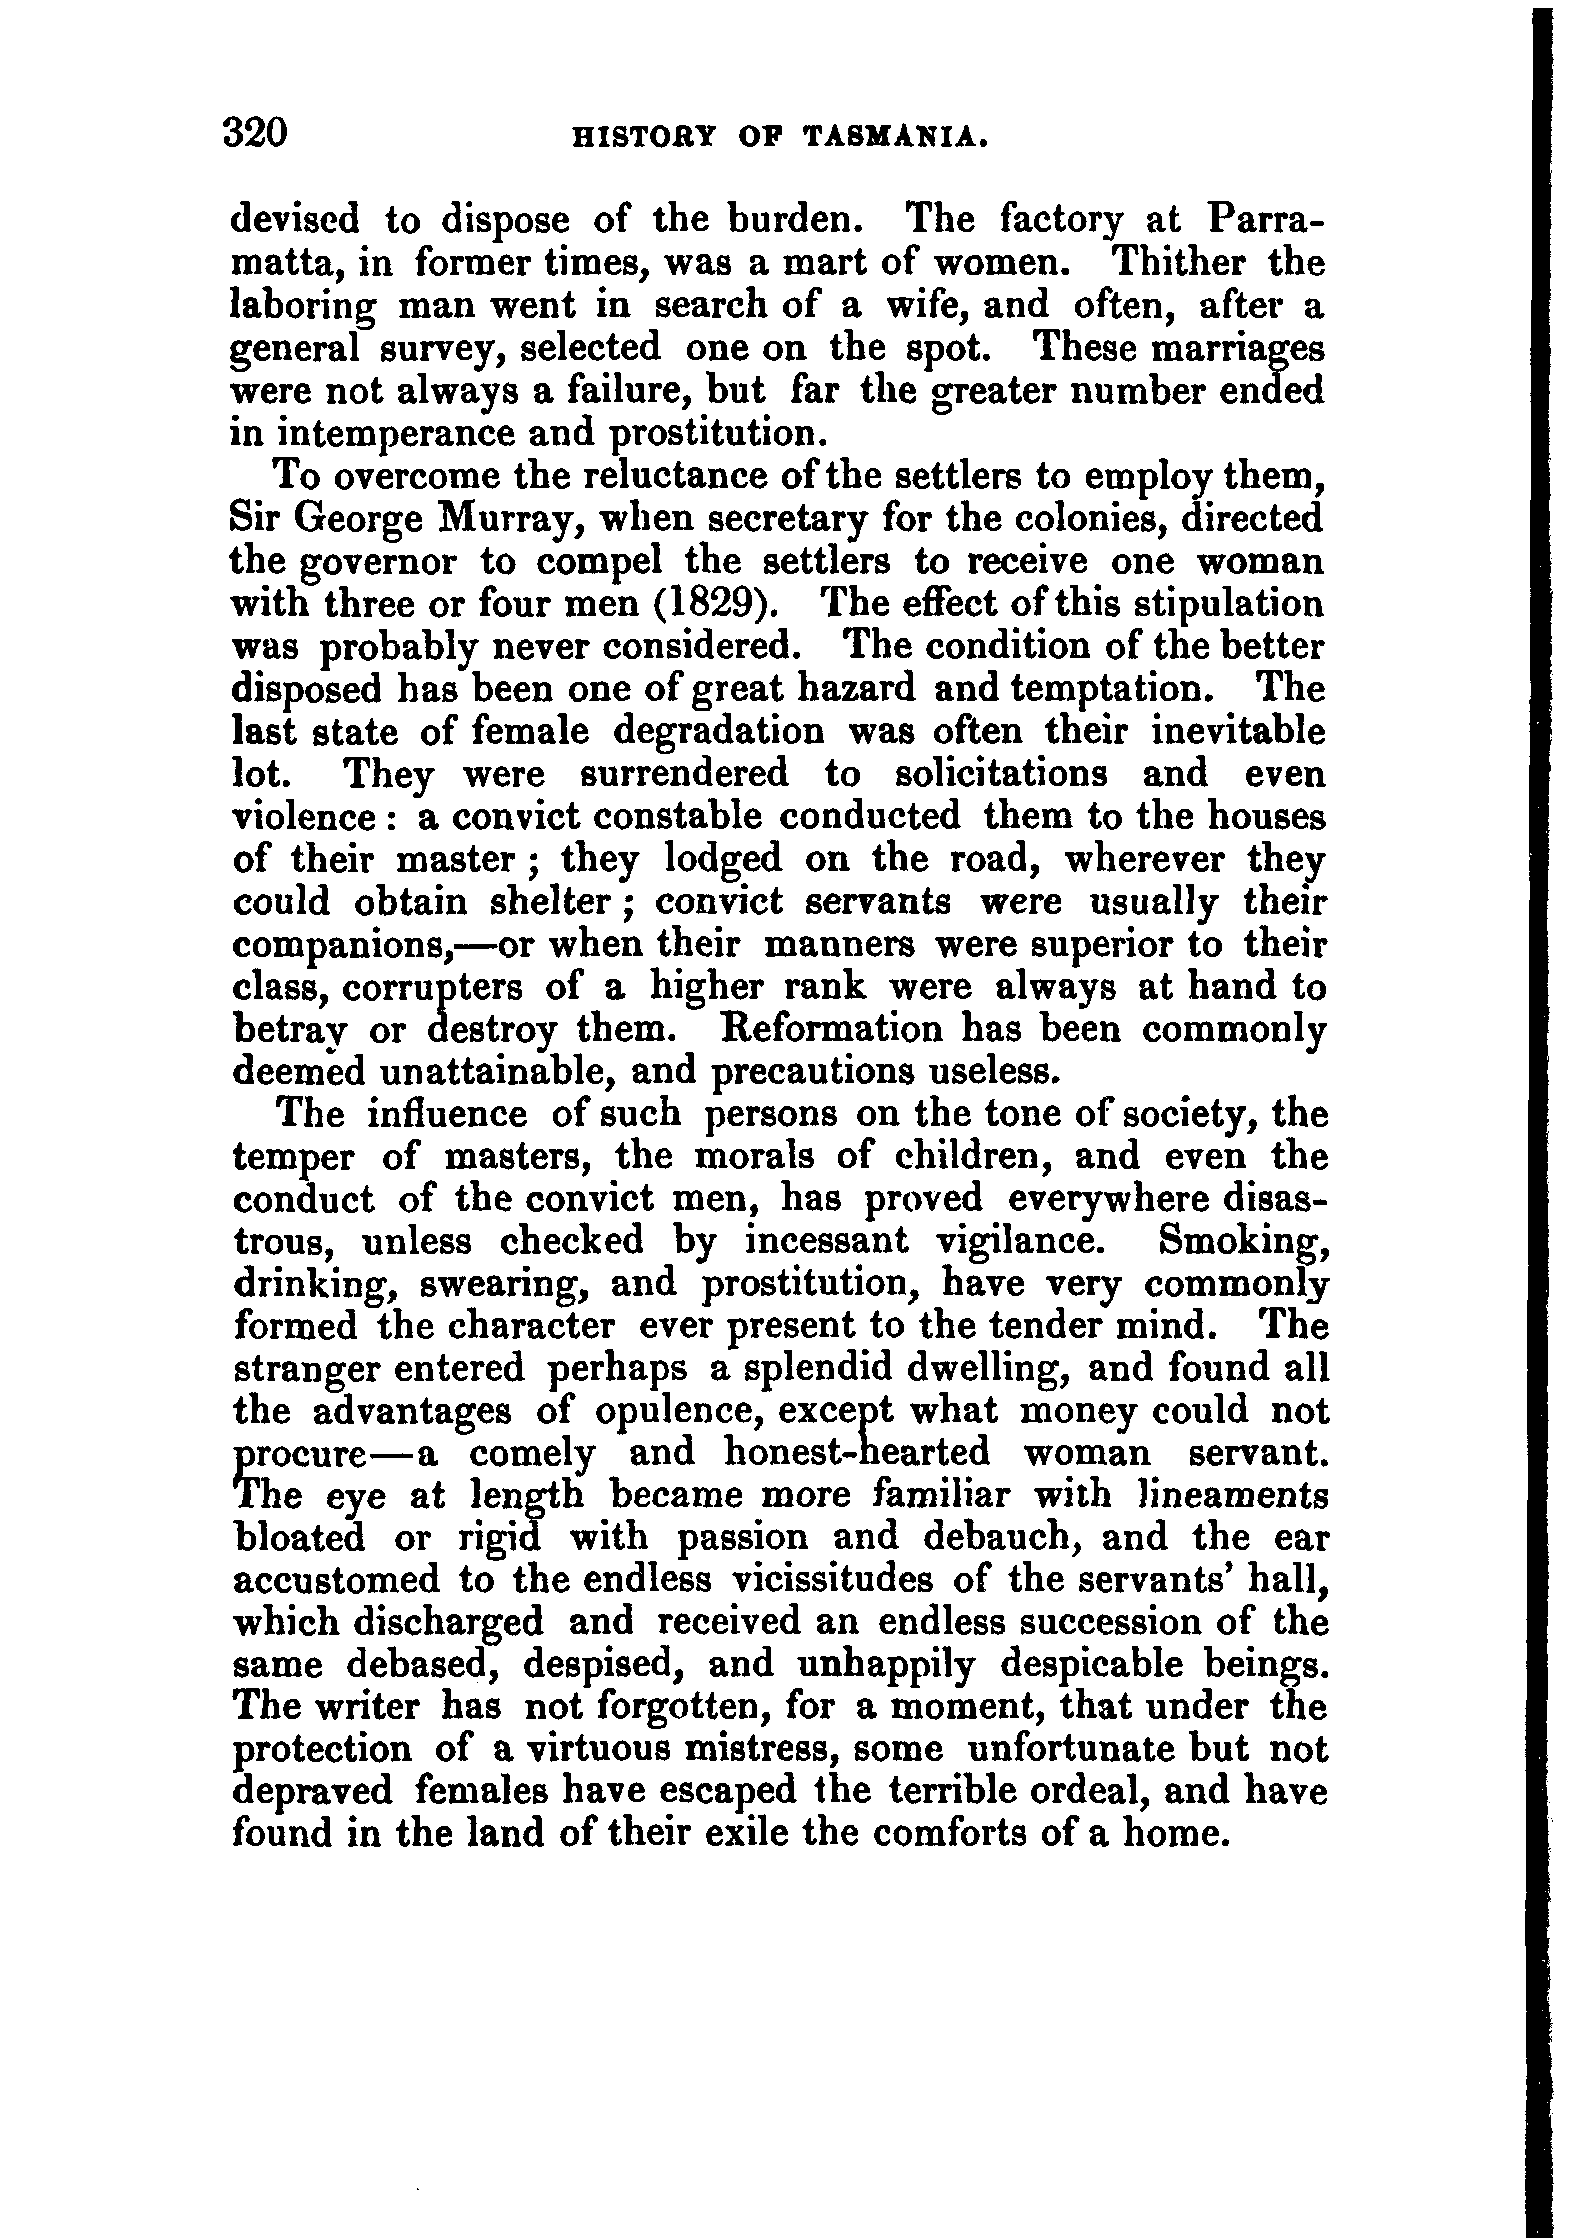 320 HISTORY OF TASMANIA.
devised to dispose of the burden. The factory at Parra-
matta, in former times, was a mart of women. Thither the
laboring man went in search of a wife, and often, after a
general survey, selected one on the spot. These marriages
were not always a failure, but far the greater number ended
in intemperance and prostitution.
To overcome the reluctance of the settlers to employ them,
Sir George Murray, when secretary for the colonies, directed
the governor to compel the settlers to receive one woman
with three or four men (1829). The effect of this stipulation
was probably never considered. The condition of the better
disposed has been one of great hazard and temptation. The
last state of female degradation was often their inevitable
lot. They were surrendered to solicitations and even
violence : a convict constable conducted them to the houses
of their master ; they lodged on the road, wherever they
could obtain shelter ; convict servants were usually their
companions,—or when their manners were superior to their
class, corrupters of a higher rank were always at hand to
betray or destroy them. Reformation has been commonly
deemed unattainable, and precautions useless.
The influence of such persons on the tone of society, the
temper of masters, the morals of children, and even the
conduct of the convict men, has proved everywhere disas-
trous, unless checked by incessant vigilance. Smoking,
drinking, swearing, and prostitution, have very commonly
formed the character ever present to the tender mind. The
stranger entered perhaps a splendid dwelling, and found all
the advantages of opulence, except what money could not
procure—a comely and honest-hearted woman servant.
The eye at length became more familiar with lineaments
bloated or rigid with passion and debauch, and the ear
accustomed to the endless vicissitudes of the servants' hall,
which discharged and received an endless succession of the
same debased, despised, and unhappily despicable beings.
The writer has not forgotten, for a moment, that under the
protection of a virtuous mistress, some unfortunate but not
depraved females have escaped the terrible ordeal, and have
found in the land of their exile the comforts of a home.